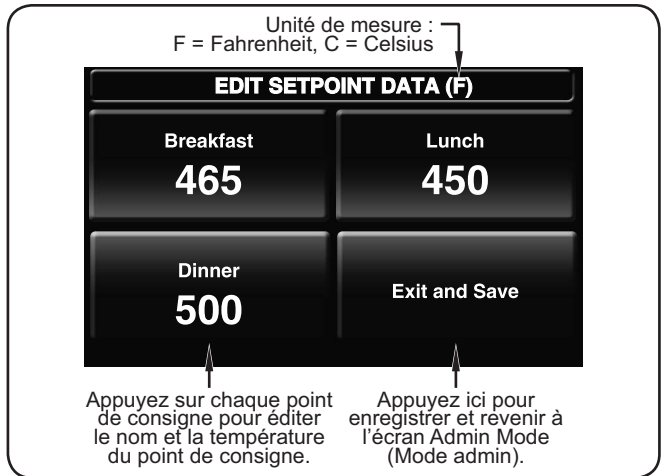 Unité de mesure :
F = Fahrenheit, C = Celsius
EDIT SETPOINT DATA (F)
Breakfast
465
Lunch
450
Dinner
500
Exit and Save
Appuyez sur chaque point
de consigne pour éditer
le nom et la température
du point de consigne.
Appuyez ici pour
enregistrer et revenir à
l'écran Admin Mode
(Mode admin).